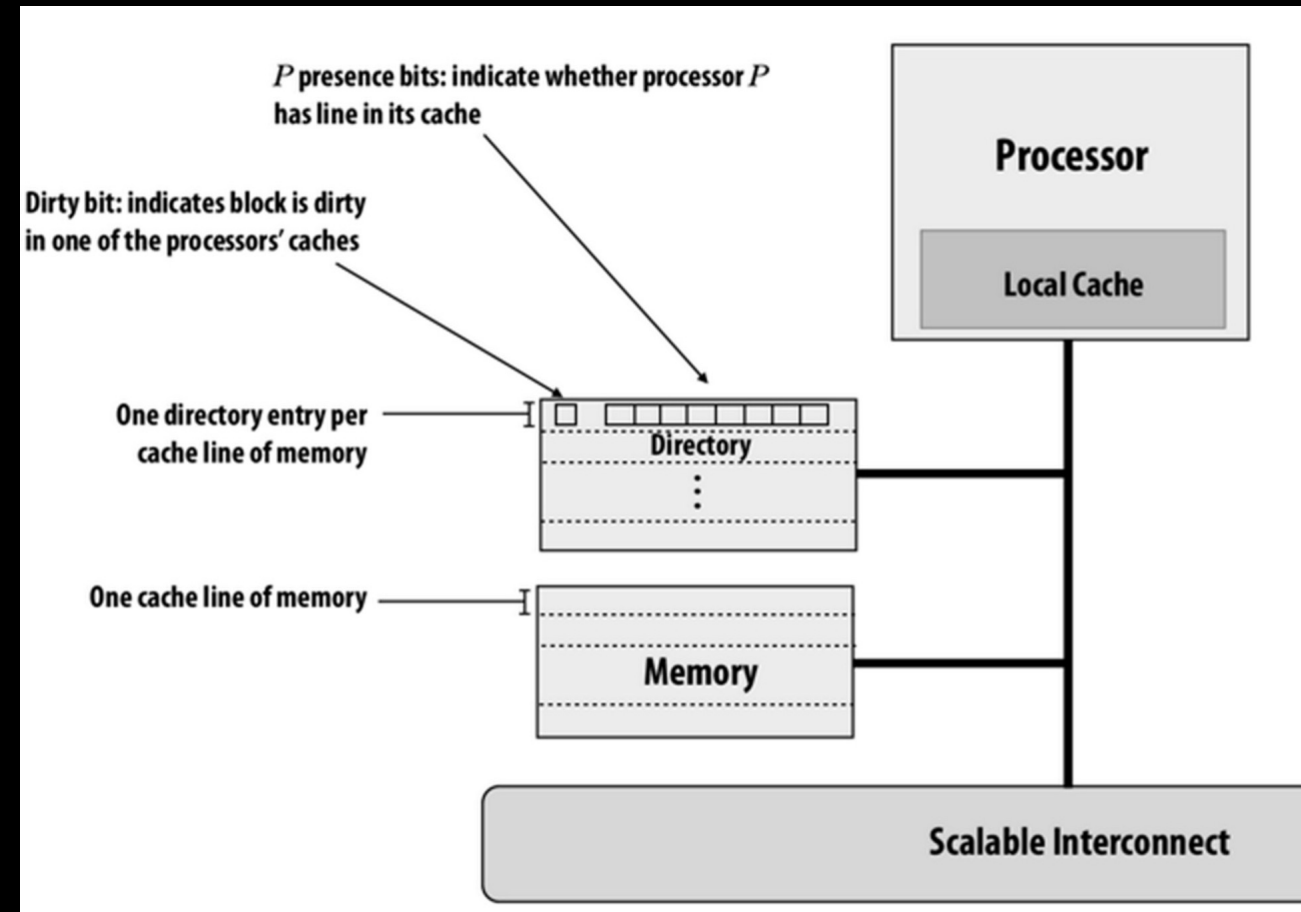 P presence bits: indicate whether processor P
has line in its cache
Processor
Dirty bit: indicates block is dirty
in one of the processors’ caches
Local Cache
One directory entry per
cache line of memory
Directory
One cache line of memory
Memory
Scalable Interconnect